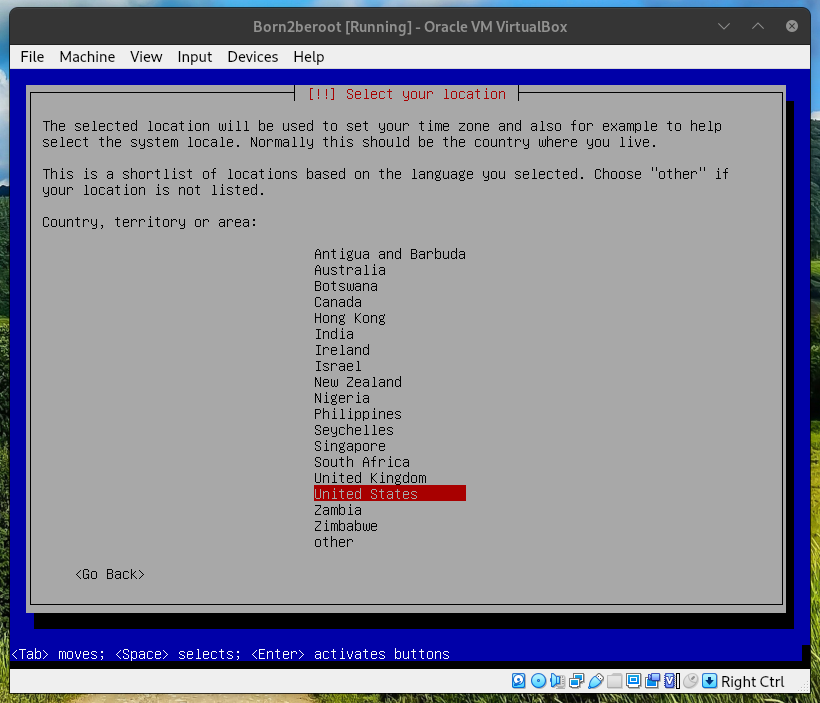 Born2beroot [Running] - Oracle VM VirtualBox
File Machine View Input Devices Help
[!!] Select your location
The selected location will be used to set your time zone and also for example to help
select the system locale. Normally this should be the country where you live.
This is a shortlist of locations based on the language you selected. Choose "other" if
your location is not listed.
Country, territory or area:
Antigua and Barbuda
Australia
Botswana
Canada
Hong Kong
India
Ireland
Israel
New Zealand
Nigeria
Philippines
Seychelles
Singapore
South Africa
United Kingdom
United States
Zambia
Zimbabwe
other
<Go Back>
<Tab> moves; <Space> selects; <Enter> activates buttons
Right Ctrl